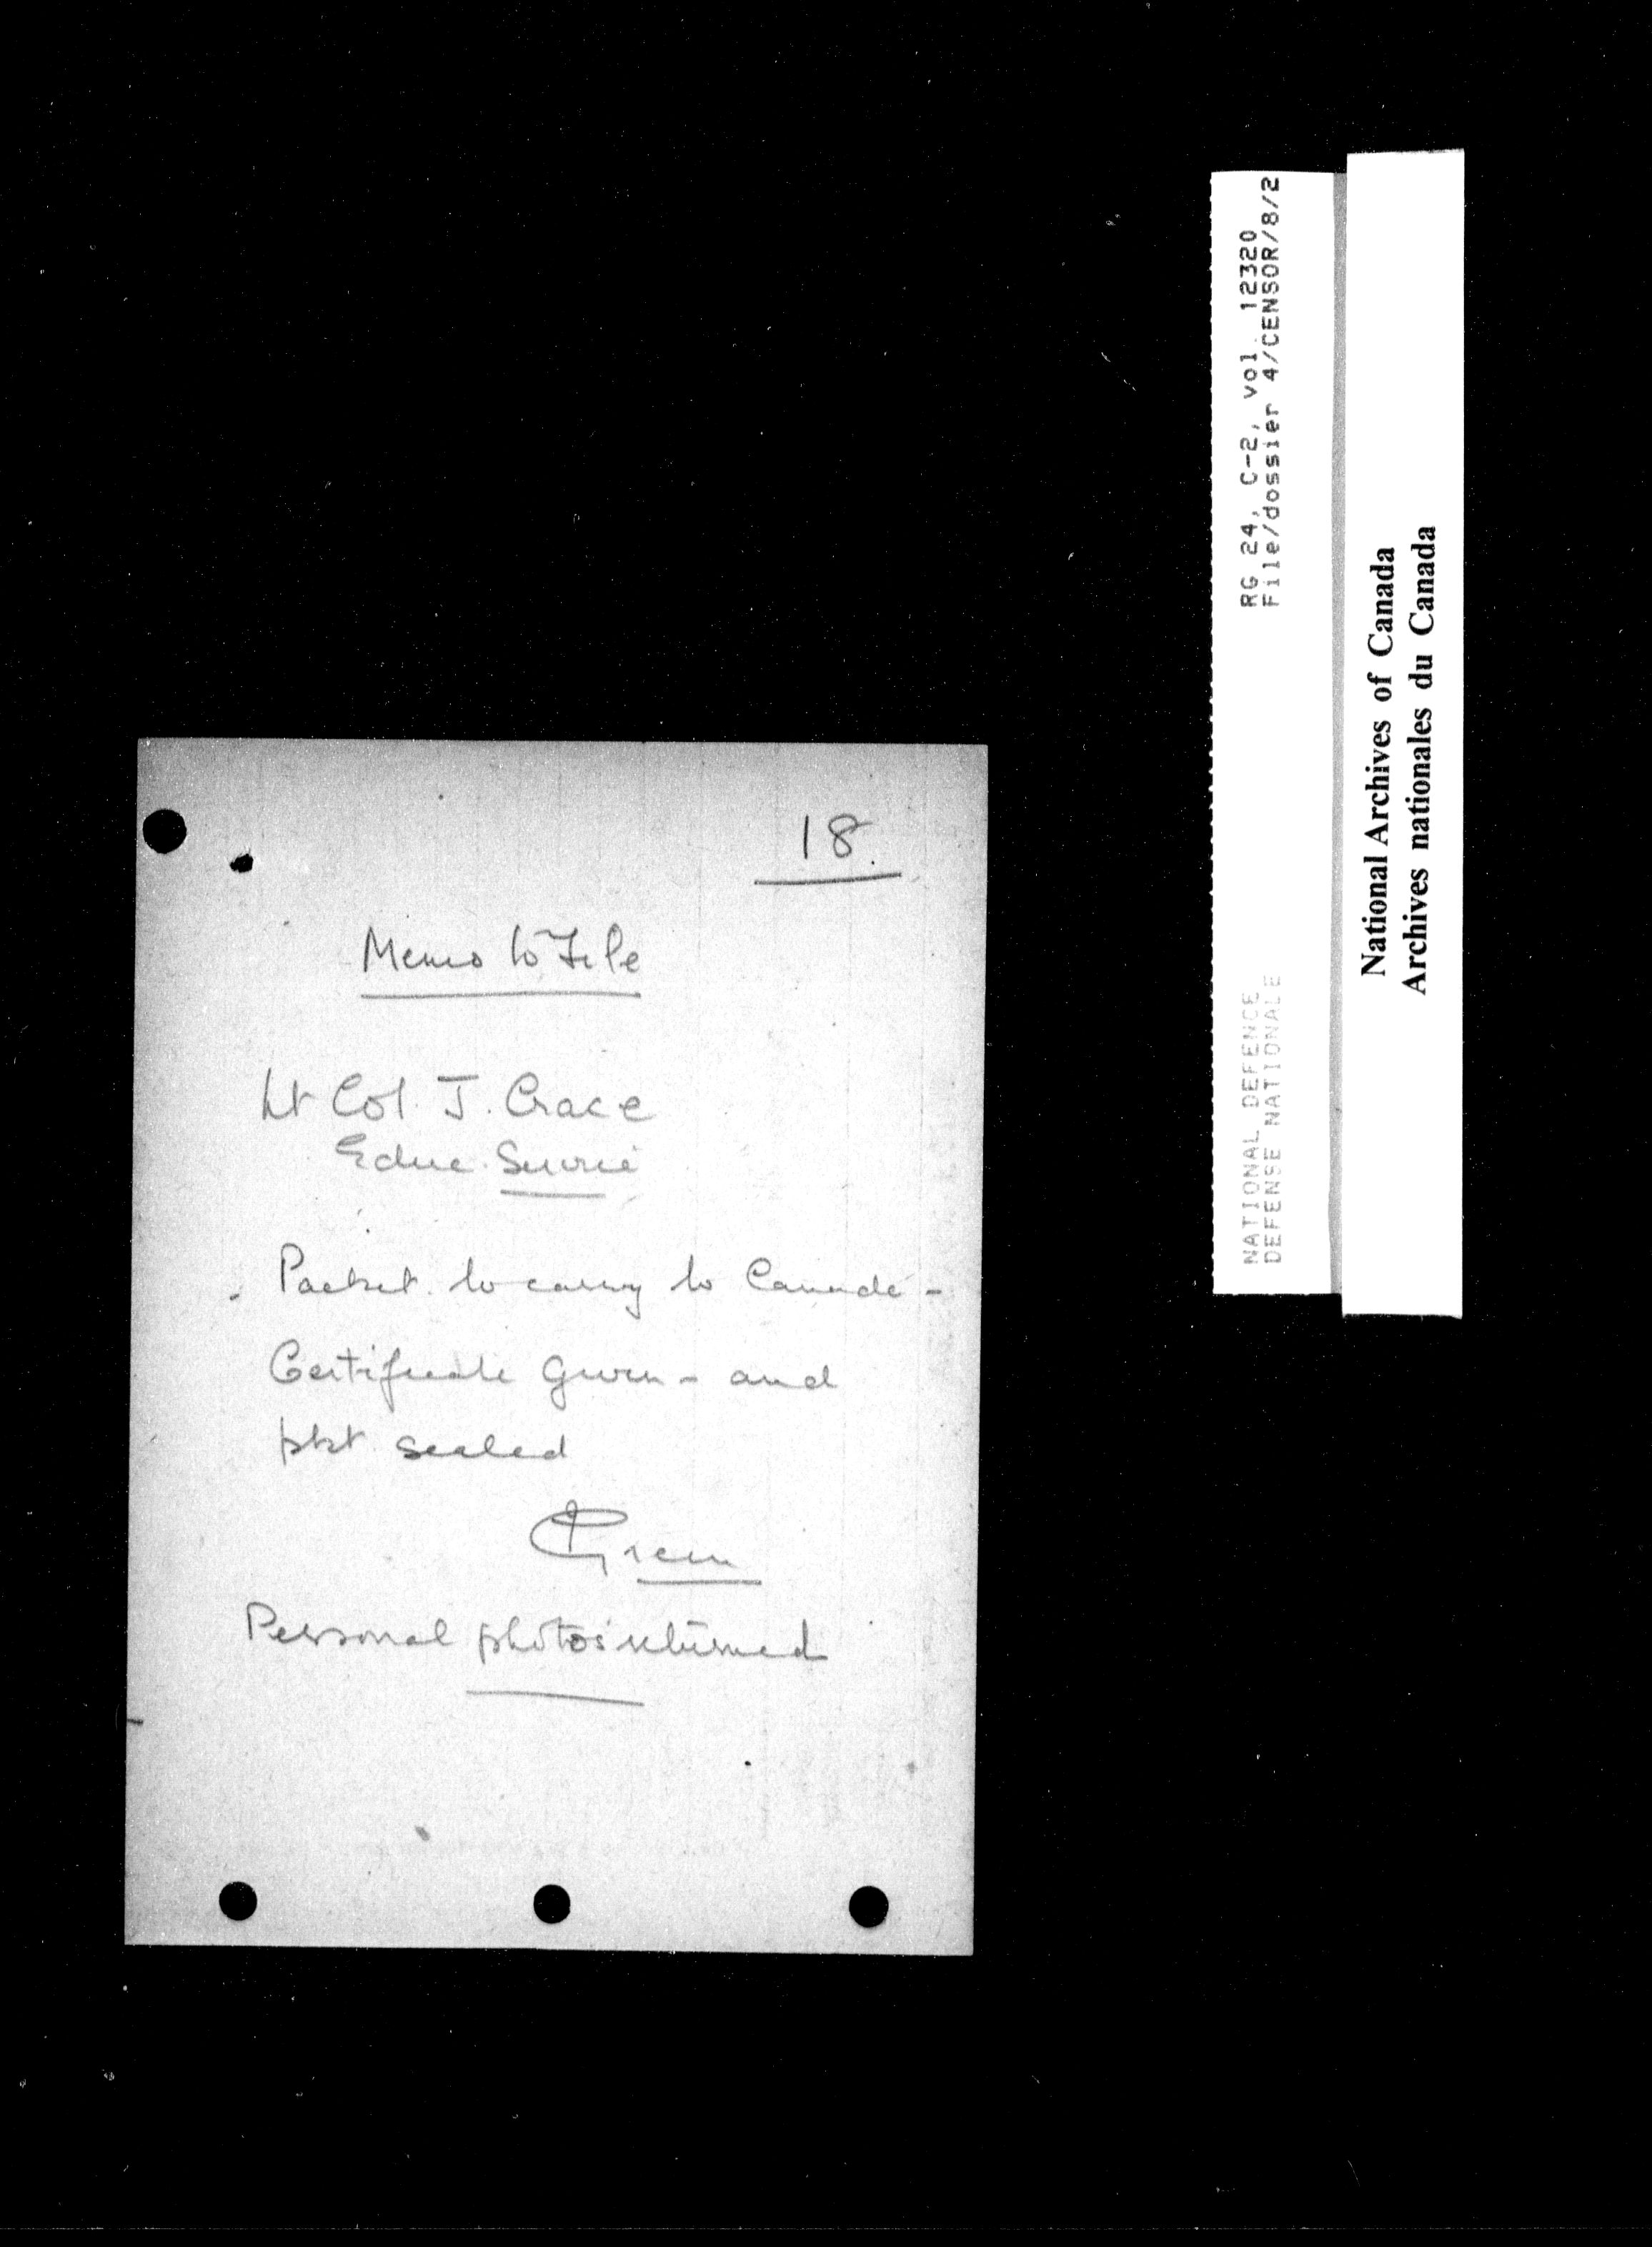 18.
Memo to File
Lt Col. J. Grace
Educ. Service
Packet to carry to Canada -
Certificate given - and
pkt sealed
Green
Personal photos returned
RG 24, C-2, vol. 12320
File/dossier 4/CENSOR/8/2
NATIONAL DEFENCE
DEFENSE NATIONALE
National Archives of Canada
Archives nationales du Canada